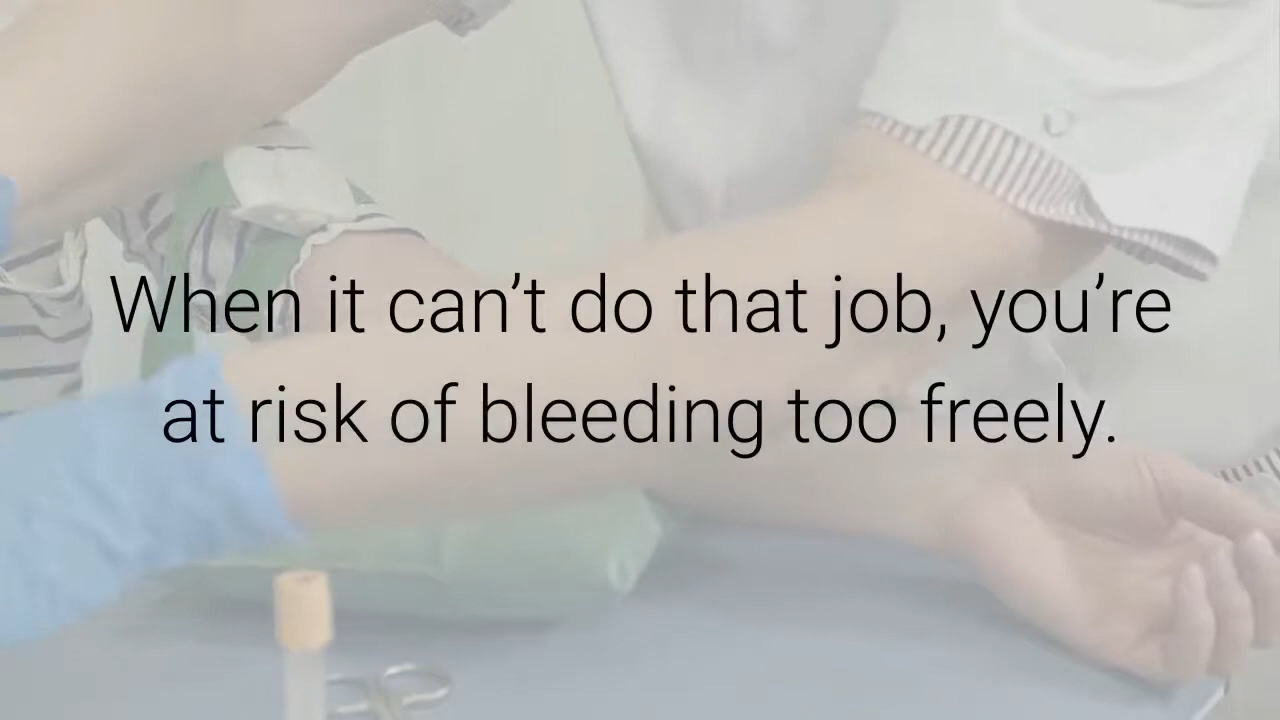 When it can’t do that job, you’re
at risk of bleeding too freely.